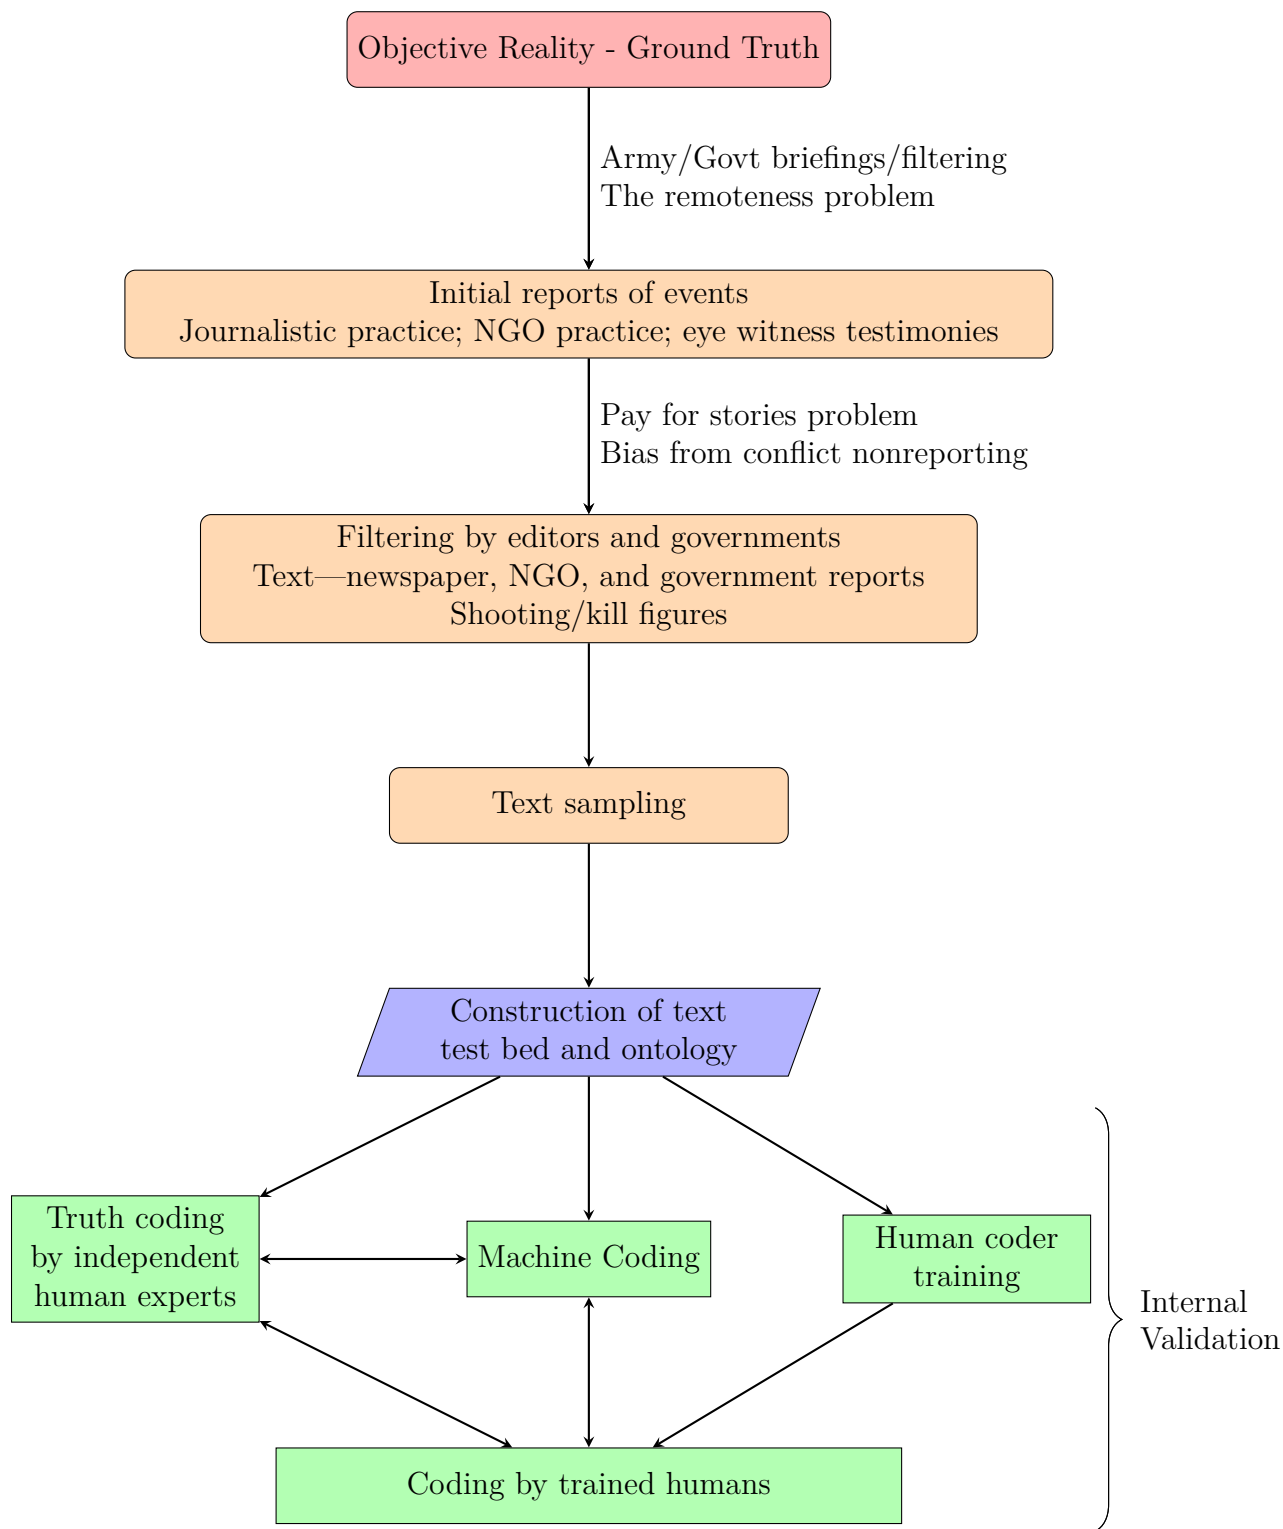 Objective Reality - Ground Truth
Army/Govt briefings/filtering
The remoteness problem
Initial reports of events
Journalistic practice; NGO practice; eye witness testimonies
Pay for stories problem
Bias from conflict nonreporting
Filtering by editors and governments
Text—newspaper, NGO, and government reports
Shooting/kill figures
Text sampling
Construction of text
test bed and ontology
Truth coding
by independent
human experts
Machine Coding
Human coder
training
Internal
Validation
Coding by trained humans